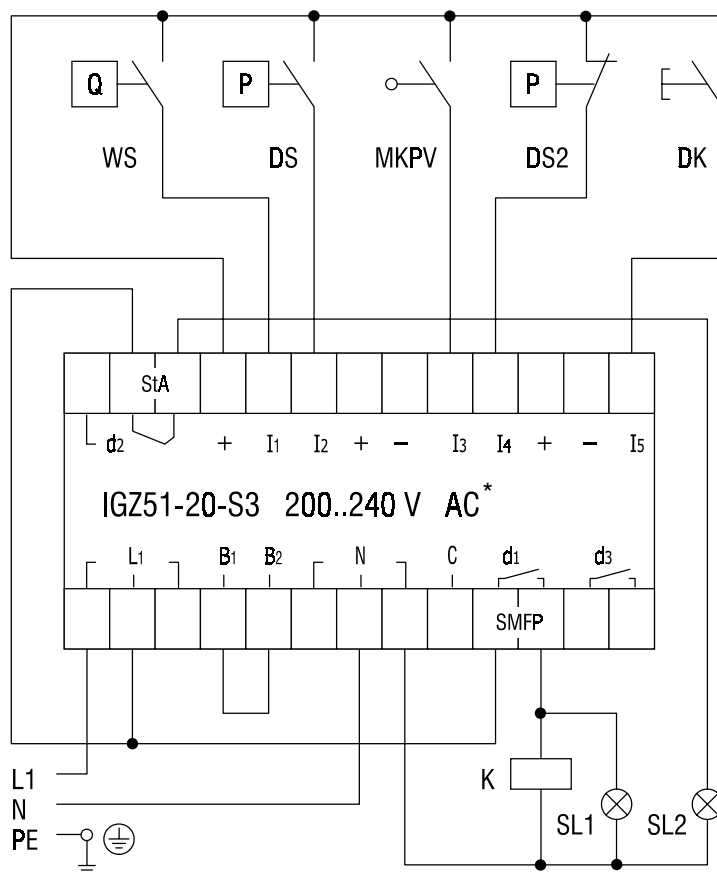 Q P P
WS DS MKPV DS2 DK
StA
d2 + I1 I2 + − I3 I4 + − I5
IGZ51-20-S3 200..240 V AC*
L1 B1 B2 N C d1 d3
SMFP
L1
N
PE
K
SL1 SL2